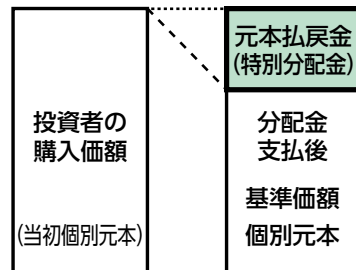 投資者の
購入価額
(当初個別元本)
元本払戻金
(特別分配金)
分配金
支払後
基準価額
個別元本